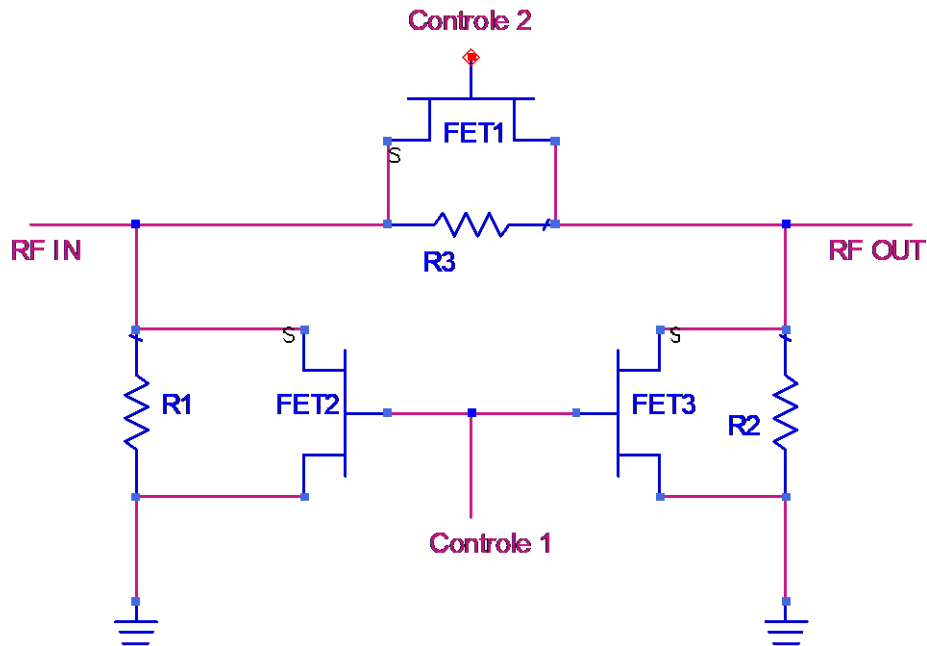 Controle 2
FET1
S
RF IN
R3
RF OUT
S
S
R1
FET2
FET3
R2
Controle 1